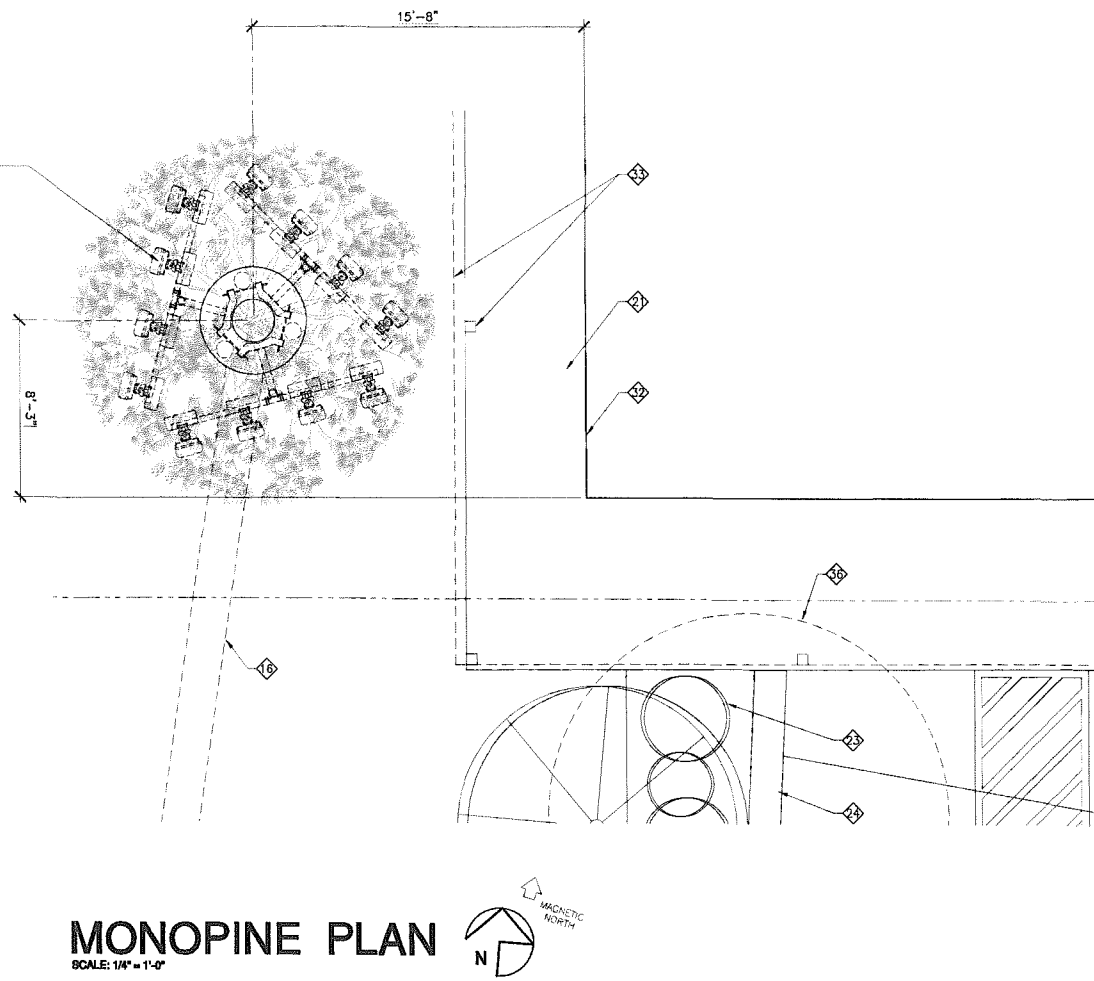 15'-8"
33
21
8'-3"
32
36
16
23
24
MAGNETIC
NORTH
MONOPINE PLAN
N
SCALE: 1/4" = 1'-0"